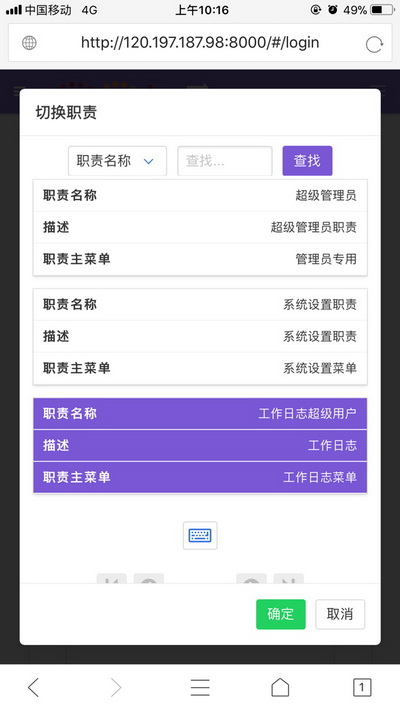 中国移动 4G 上午10:16 49%
http://120.197.187.98:8000/#/login
切换职责
职责名称 查找... 查找
职责名称 超级管理员
描述 超级管理员职责
职责主菜单 管理员专用
职责名称 系统设置职责
描述 系统设置职责
职责主菜单 系统设置菜单
职责名称 工作日志超级用户
描述 工作日志
职责主菜单 工作日志菜单
确定 取消
1